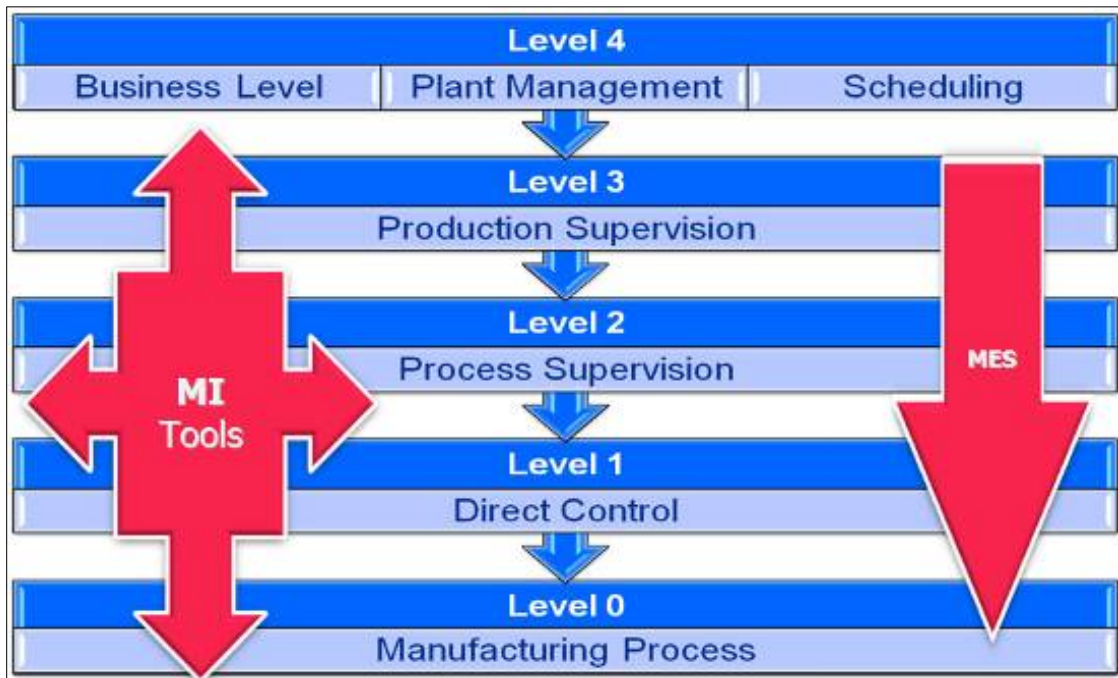 Level 4
Business Level Plant Management Scheduling
Level 3
Production Supervision
Level 2
Process Supervision
MES
MI
Tools
Level 1
Direct Control
Level 0
Manufacturing Process